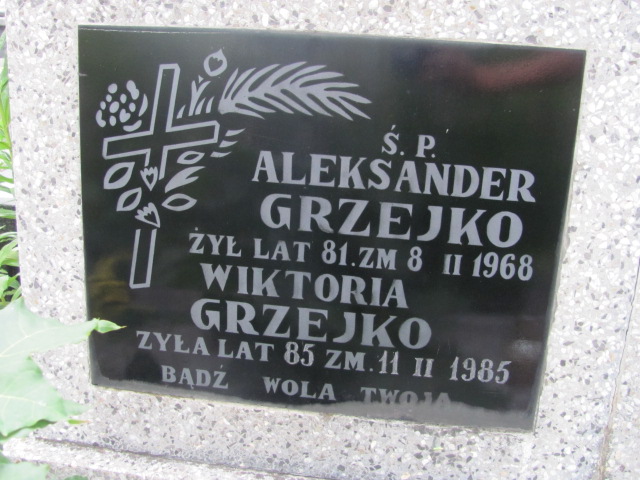 Ś. P.
ALEKSANDER
GRZEJKO
ŻYŁ LAT 81. ZM 8 II 1968
WIKTORIA
GRZEJKO
ZYŁA LAT 85 ZM. 11 II 1985
BĄDŹ WOLA TWOJA